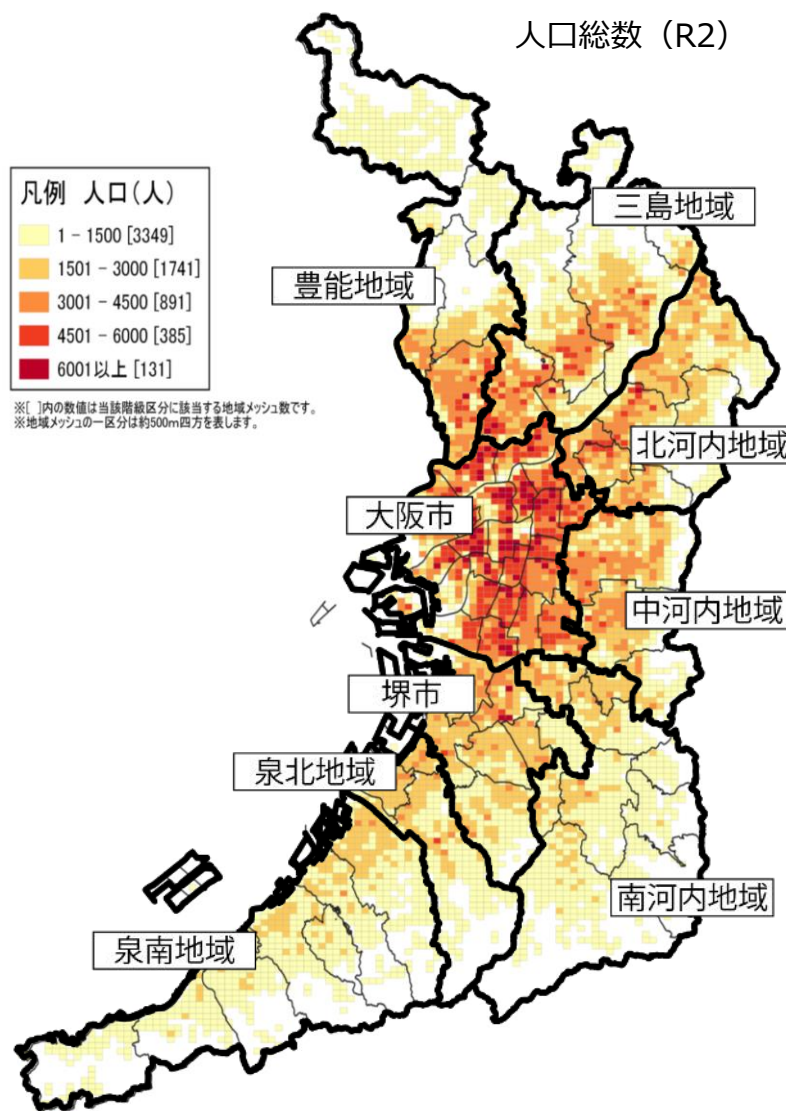 人口総数（R2）
凡例 人口（人）
1 － 1500 [3349]
1501 － 3000 [1741]
3001 － 4500 [891]
4501 － 6000 [385]
6001以上 [131]
※[ ]内の数値は当該階級区分に該当する地域メッシュ数です。
※地域メッシュの一区分は約500m四方を表します。
三島地域
豊能地域
北河内地域
大阪市
中河内地域
堺市
泉北地域
南河内地域
泉南地域